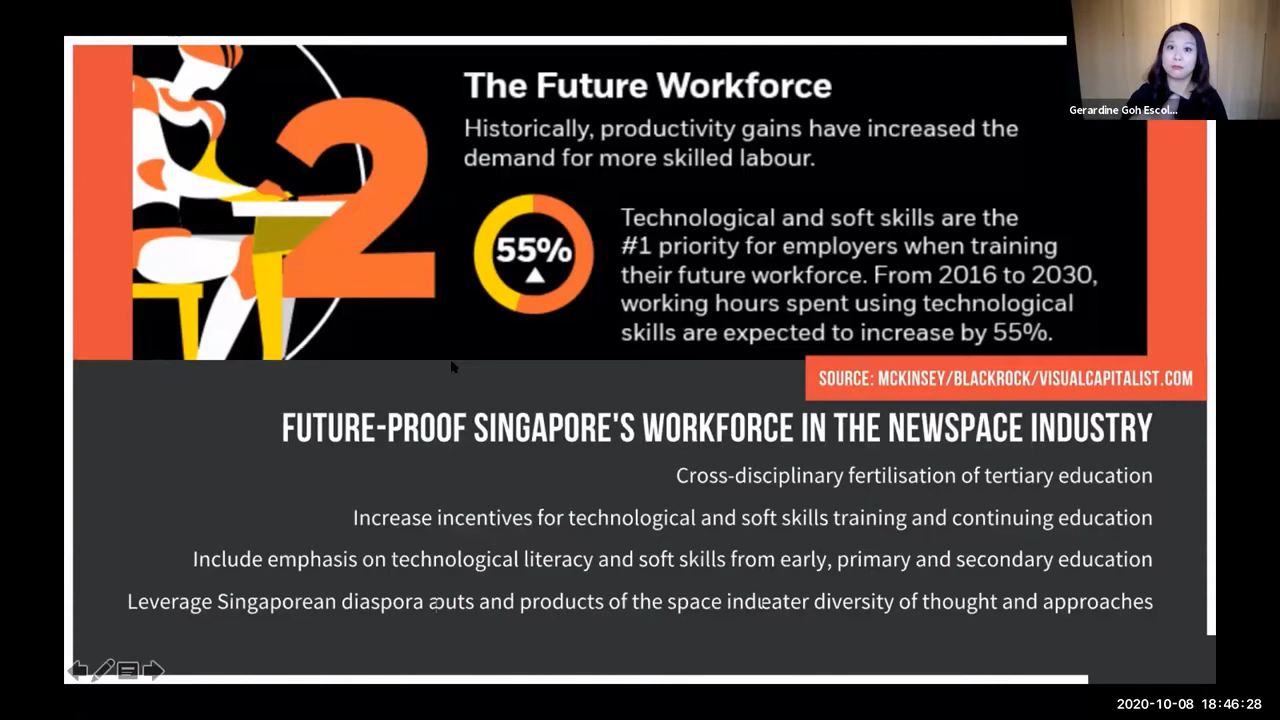 Gerardine Goh Escol...
2
The Future Workforce
Historically, productivity gains have increased the
demand for more skilled labour.
55%
Technological and soft skills are the
#1 priority for employers when training
their future workforce. From 2016 to 2030,
working hours spent using technological
skills are expected to increase by 55%.
SOURCE: MCKINSEY/BLACKROCK/VISUALCAPITALIST.COM
FUTURE-PROOF SINGAPORE'S WORKFORCE IN THE NEWSPACE INDUSTRY
Cross-disciplinary fertilisation of tertiary education
Increase incentives for technological and soft skills training and continuing education
Include emphasis on technological literacy and soft skills from early, primary and secondary education
Leverage Singaporean diaspora and products of the space diversity of thought and approaches
2020-10-08 18:46:28